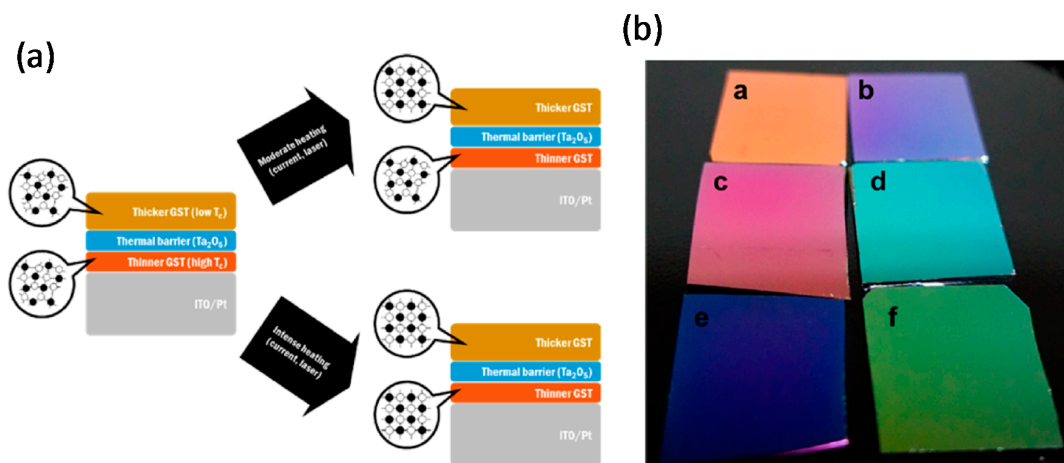 (a)
(b)
Thicker GST (low Tc)
Thermal barrier (Ta2O5)
Thinner GST (high Tc)
ITO/Pt
Moderate heating
(current, laser)
Thicker GST
Thermal barrier (Ta2O5)
Thinner GST
ITO/Pt
Intense heating
(current, laser)
Thicker GST
Thermal barrier (Ta2O5)
Thinner GST
ITO/Pt
a
b
c
d
e
f